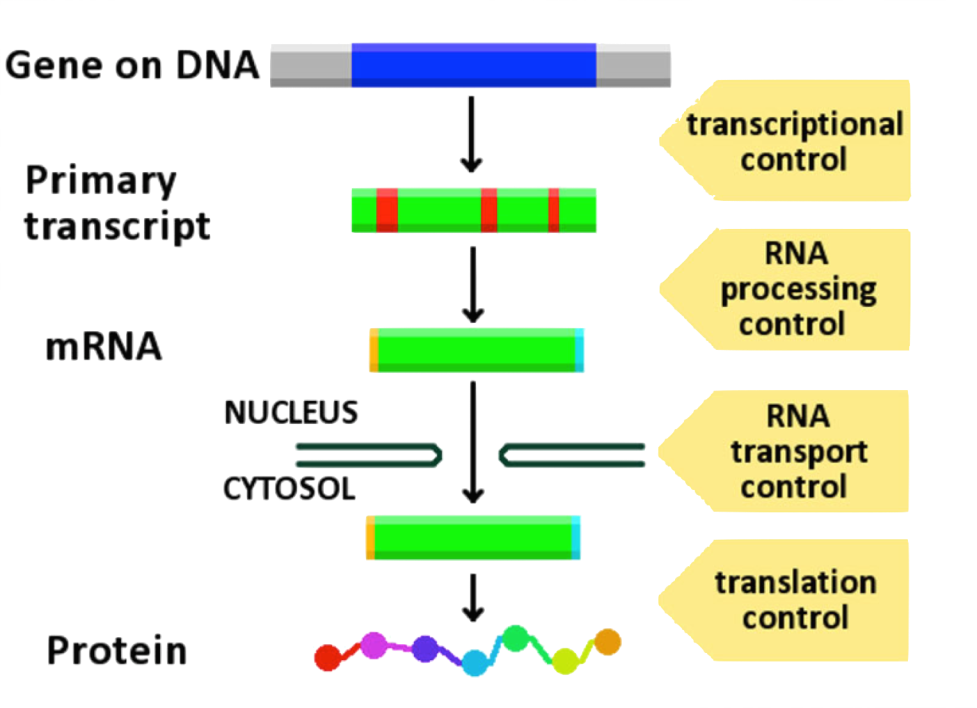 Gene on DNA
transcriptional
control
Primary
transcript
RNA
processing
control
mRNA
NUCLEUS
CYTOSOL
RNA
transport
control
translation
control
Protein